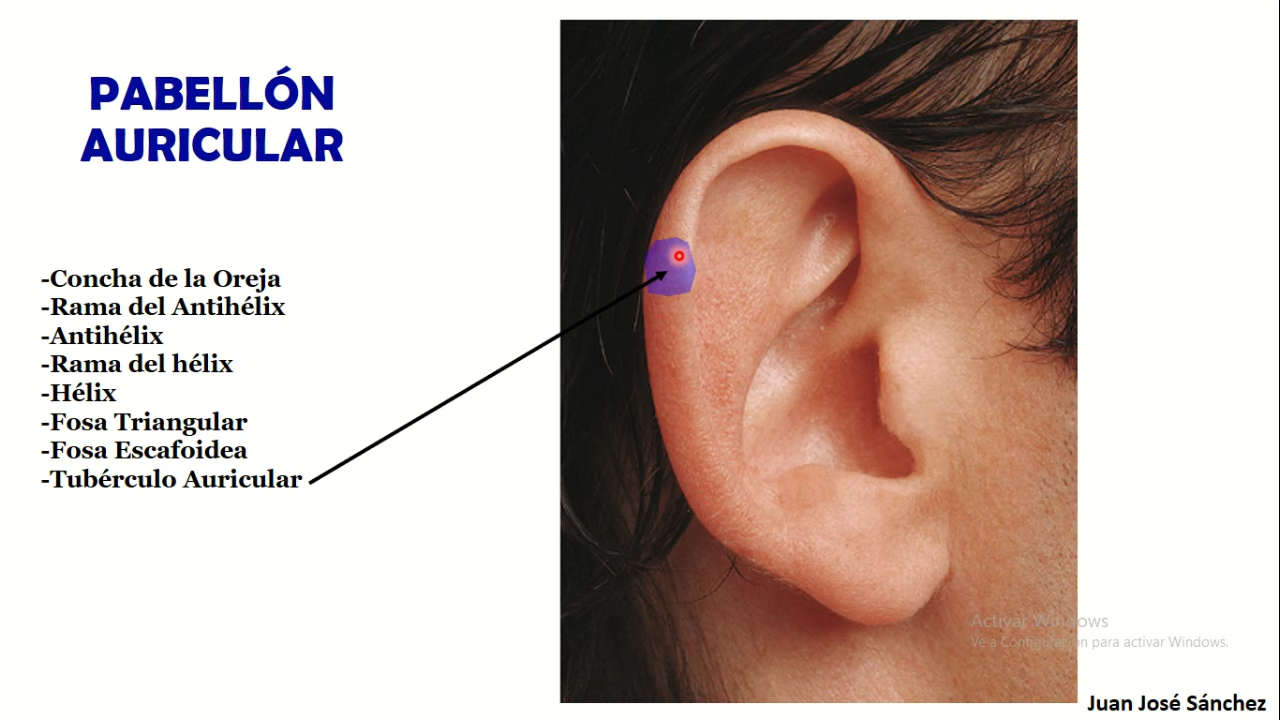 PABELLÓN
AURICULAR
-Concha de la Oreja
-Rama del Antihélix
-Antihélix
-Rama del hélix
-Hélix
-Fosa Triangular
-Fosa Escafoidea
-Tubérculo Auricular
Activar Windows
Ve a Configuración para activar Windows.
Juan José Sánchez